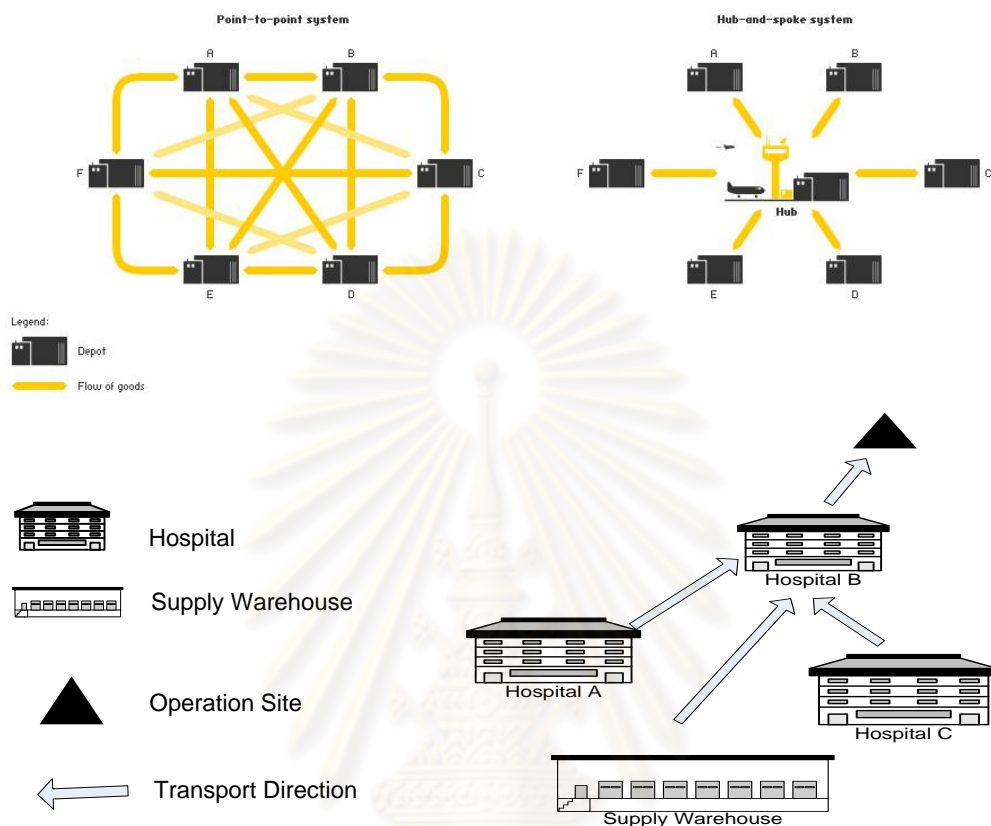 Point-to-point system
Hub-and-spoke system
A
B
A
B
F
C
F
C
Hub
E
D
E
D
Legend:
Depot
Flow of goods
Hospital
Hospital B
Supply Warehouse
Hospital A
Operation Site
Hospital C
Transport Direction
Supply Warehouse